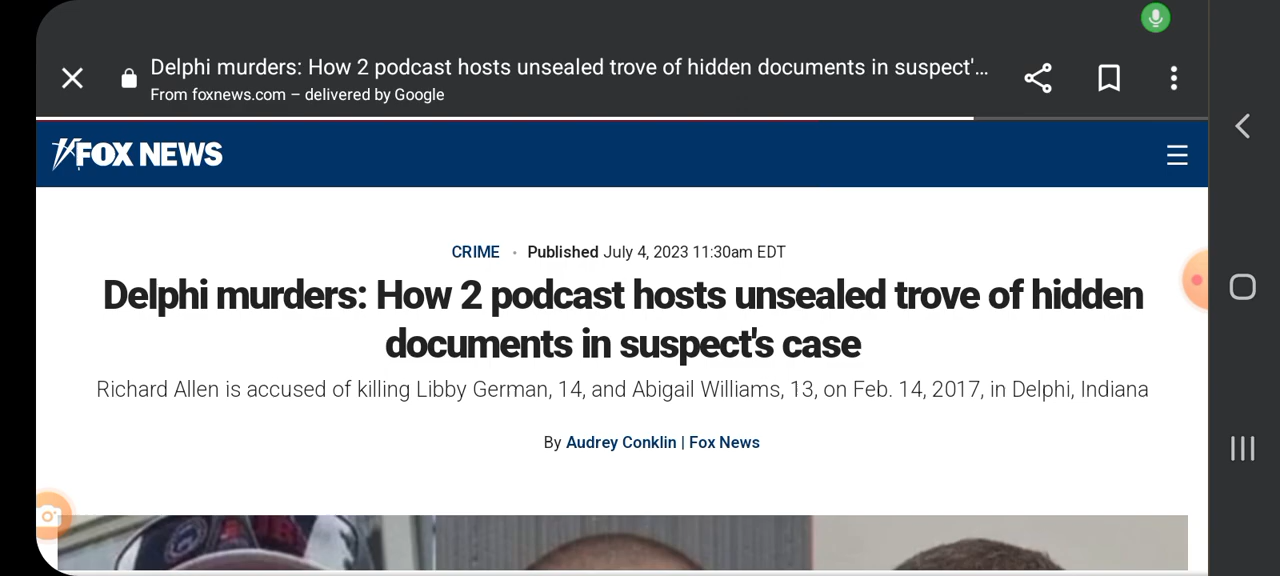 Delphi murders: How 2 podcast hosts unsealed trove of hidden documents in suspect'...
From foxnews.com – delivered by Google
FOX NEWS
CRIME • Published July 4, 2023 11:30am EDT
Delphi murders: How 2 podcast hosts unsealed trove of hidden
documents in suspect's case
Richard Allen is accused of killing Libby German, 14, and Abigail Williams, 13, on Feb. 14, 2017, in Delphi, Indiana
By Audrey Conklin | Fox News